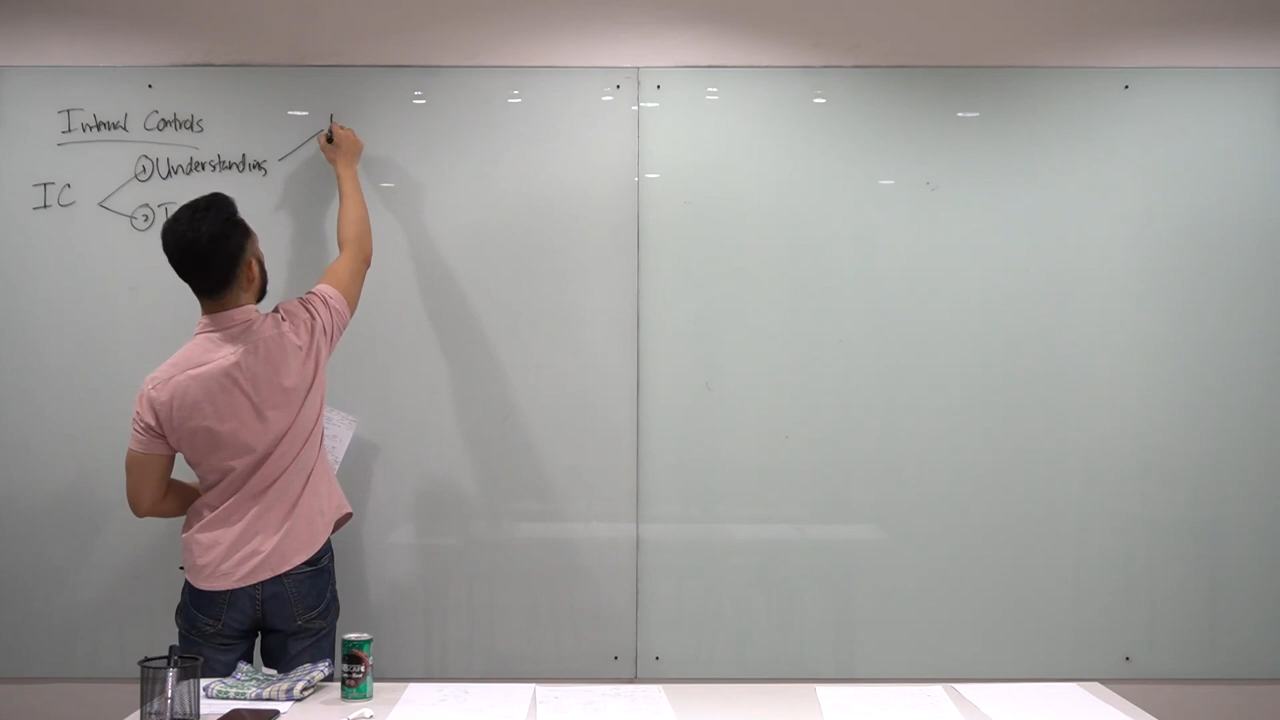 Internal Controls
① Understanding
IC
②